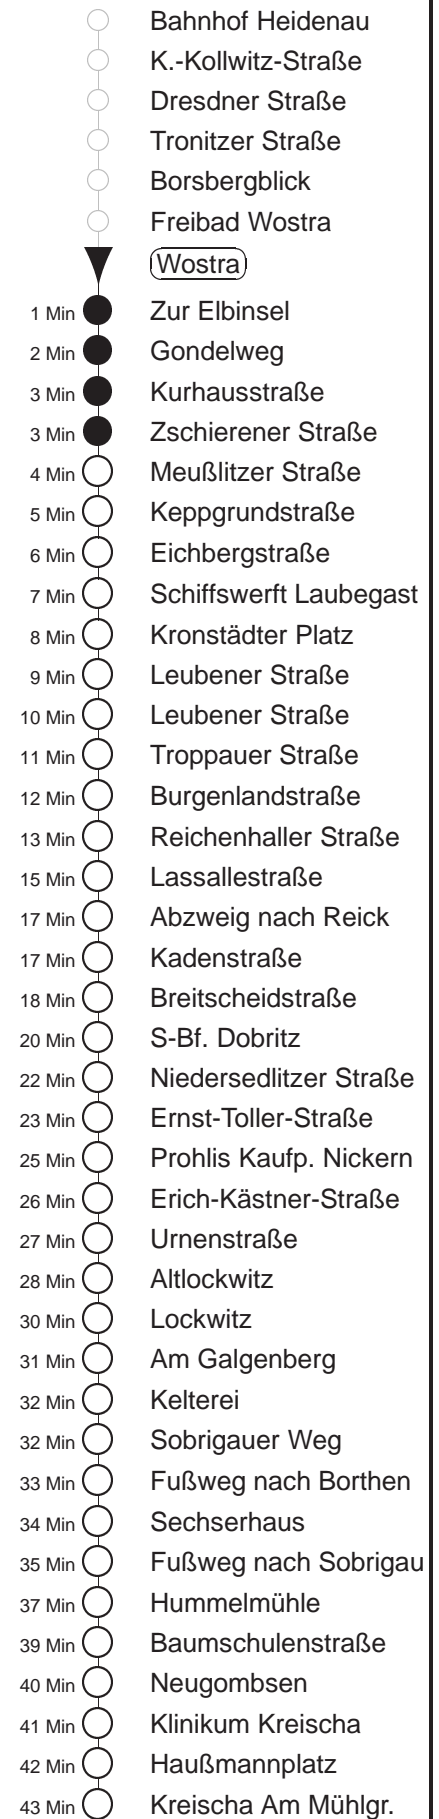 Bahnhof Heidenau
K.-Kollwitz-Straße
Dresdner Straße
Tronitzer Straße
Borsbergblick
Freibad Wostra
Wostra
1 Min Zur Elbinsel
2 Min Gondelweg
3 Min Kurhausstraße
3 Min Zschierener Straße
4 Min Meußlitzer Straße
5 Min Keppgrundstraße
6 Min Eichbergstraße
7 Min Schiffswerft Laubegast
8 Min Kronstädter Platz
9 Min Leubener Straße
10 Min Leubener Straße
11 Min Troppauer Straße
12 Min Burgenlandstraße
13 Min Reichenhaller Straße
15 Min Lassallestraße
17 Min Abzweig nach Reick
17 Min Kadenstraße
18 Min Breitscheidstraße
20 Min S-Bf. Dobritz
22 Min Niedersedlitzer Straße
23 Min Ernst-Toller-Straße
25 Min Prohlis Kaufp. Nickern
26 Min Erich-Kästner-Straße
27 Min Urnenstraße
28 Min Altlockwitz
30 Min Lockwitz
31 Min Am Galgenberg
32 Min Kelterei
32 Min Sobrigauer Weg
33 Min Fußweg nach Borthen
34 Min Sechserhaus
35 Min Fußweg nach Sobrigau
37 Min Hummelmühle
39 Min Baumschulenstraße
40 Min Neugombsen
41 Min Klinikum Kreischa
42 Min Haußmannplatz
43 Min Kreischa Am Mühlgr.